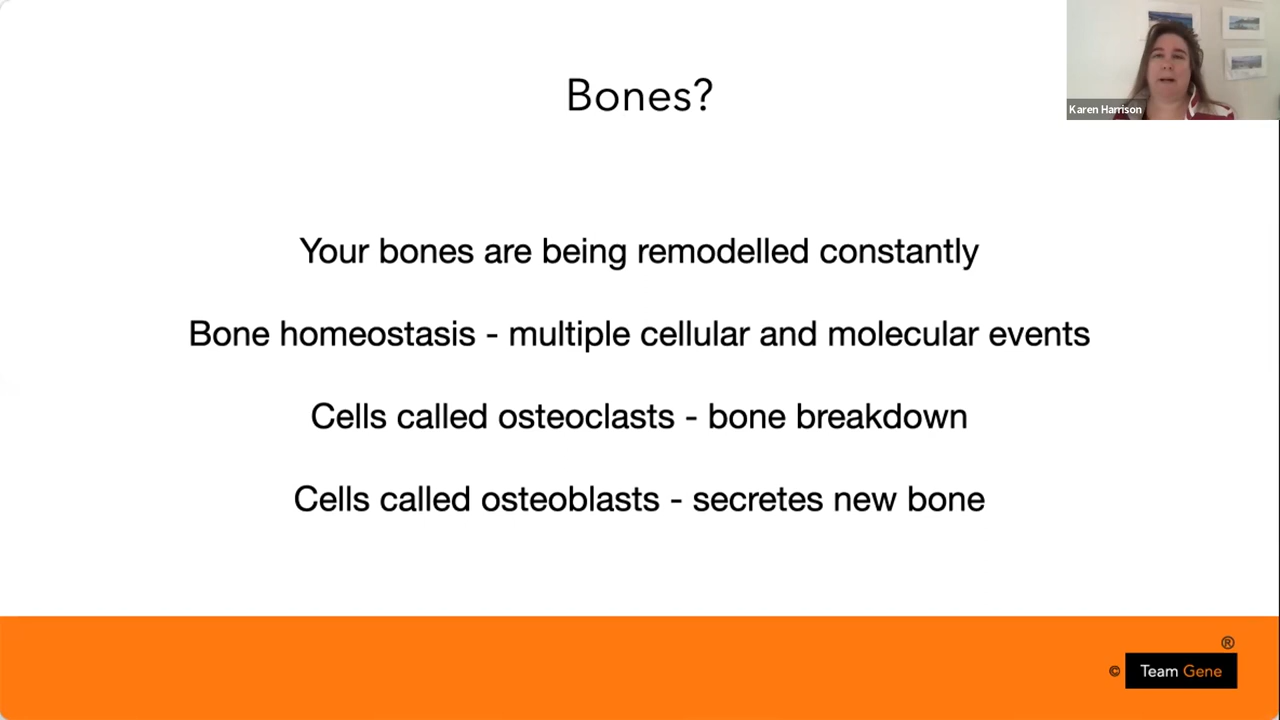 Bones?
Karen Harrison
Your bones are being remodelled constantly
Bone homeostasis - multiple cellular and molecular events
Cells called osteoclasts - bone breakdown
Cells called osteoblasts - secretes new bone
®
© Team Gene